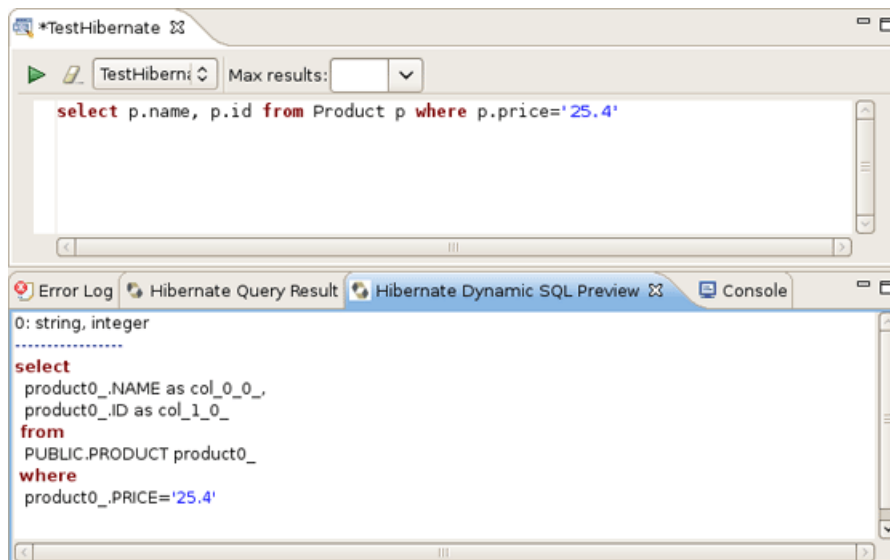 *TestHibernate
TestHiberna Max results:
select p.name, p.id from Product p where p.price='25.4'
Error Log Hibernate Query Result Hibernate Dynamic SQL Preview Console
0: string, integer
-----------------
select
product0_.NAME as col_0_0_,
product0_.ID as col_1_0_
from
PUBLIC.PRODUCT product0_
where
product0_.PRICE='25.4'